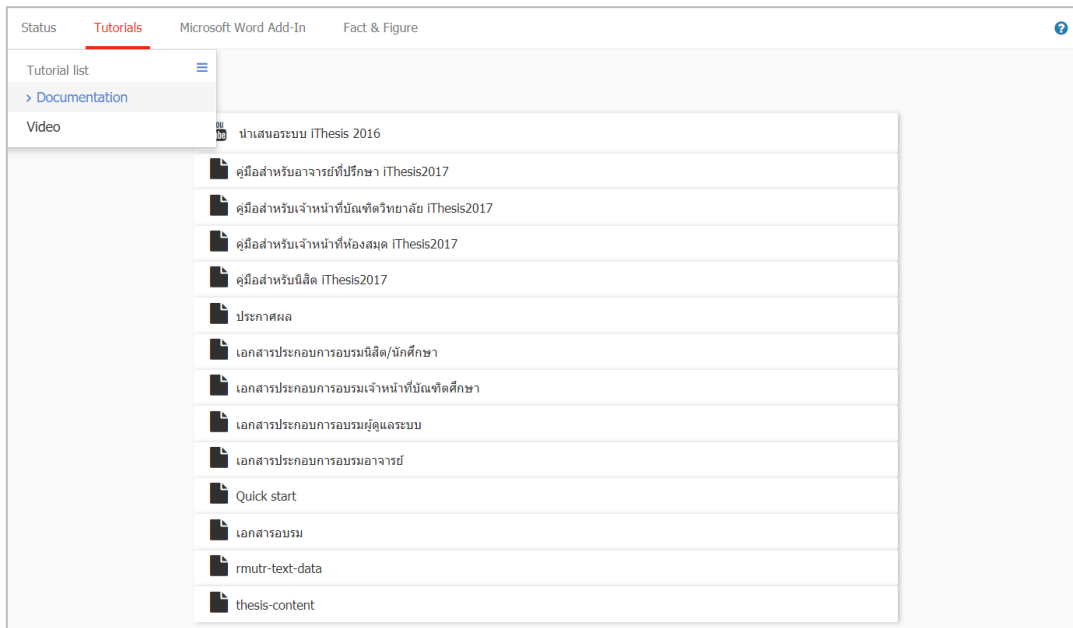 Status Tutorials Microsoft Word Add-In Fact & Figure
Tutorial list
> Documentation
Video
นำเสนอระบบ iThesis 2016
คู่มือสำหรับอาจารย์ที่ปรึกษา iThesis2017
คู่มือสำหรับเจ้าหน้าที่บัณฑิตวิทยาลัย iThesis2017
คู่มือสำหรับเจ้าหน้าที่ห้องสมุด iThesis2017
คู่มือสำหรับนิสิต iThesis2017
ประกาศผล
เอกสารประกอบการอบรมนิสิต/นักศึกษา
เอกสารประกอบการอบรมเจ้าหน้าที่บัณฑิตศึกษา
เอกสารประกอบการอบรมผู้ดูแลระบบ
เอกสารประกอบการอบรมอาจารย์
Quick start
เอกสารอบรม
rmutr-text-data
thesis-content